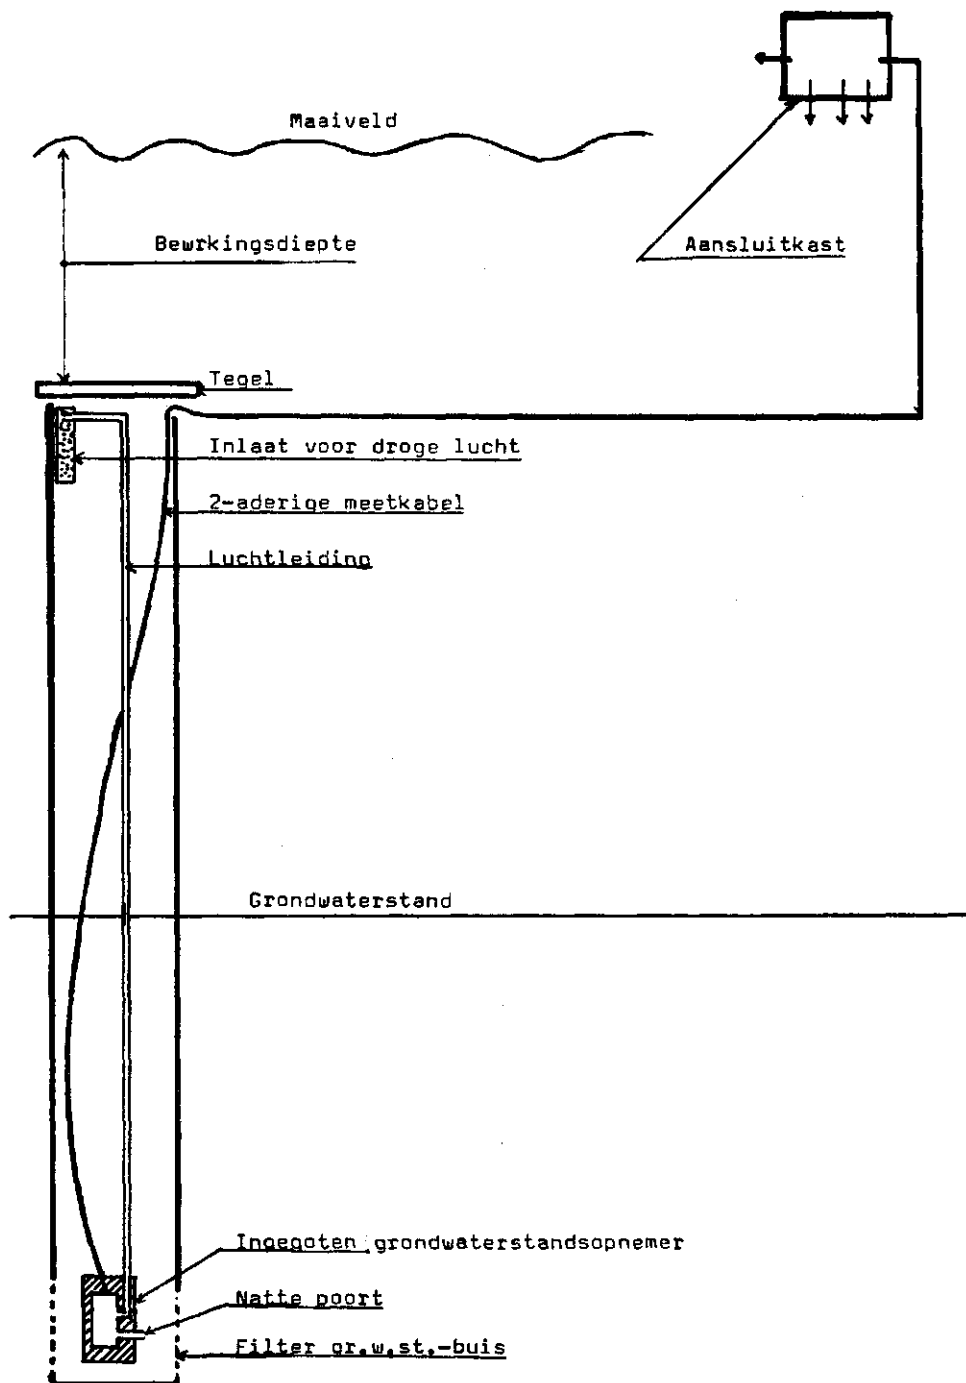 Maaiveld
Bewrkingsdiepte
Aansluitkast
Tegel
Inlaat voor droge lucht
2-aderige meetkabel
Luchtleiding
Grondwaterstand
Ingegoten grondwaterstandsopnemer
Natte poort
Filter gr.w.st.-buis